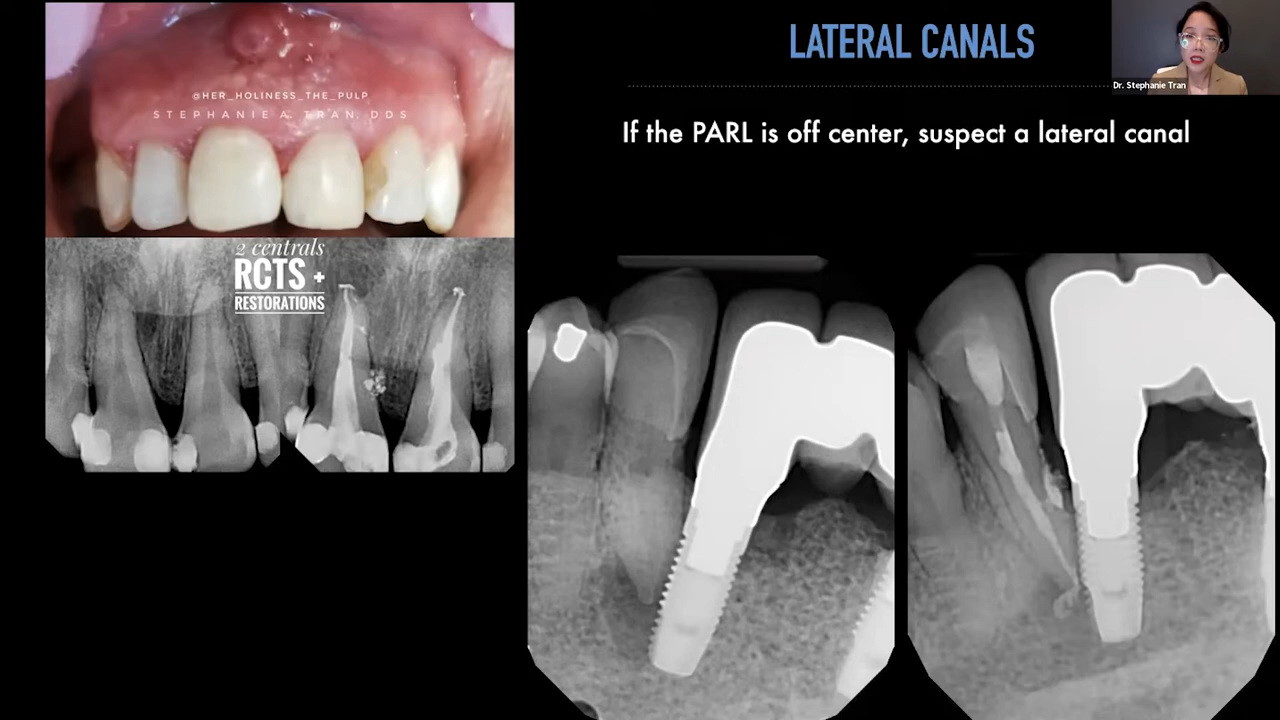 LATERAL CANALS
Dr. Stephanie Tran
If the PARL is off center, suspect a lateral canal
@HER_HOLINESS_THE_PULP
STEPHANIE A TRAN, DDS
2 centrals
RCTS +
RESTORATIONS